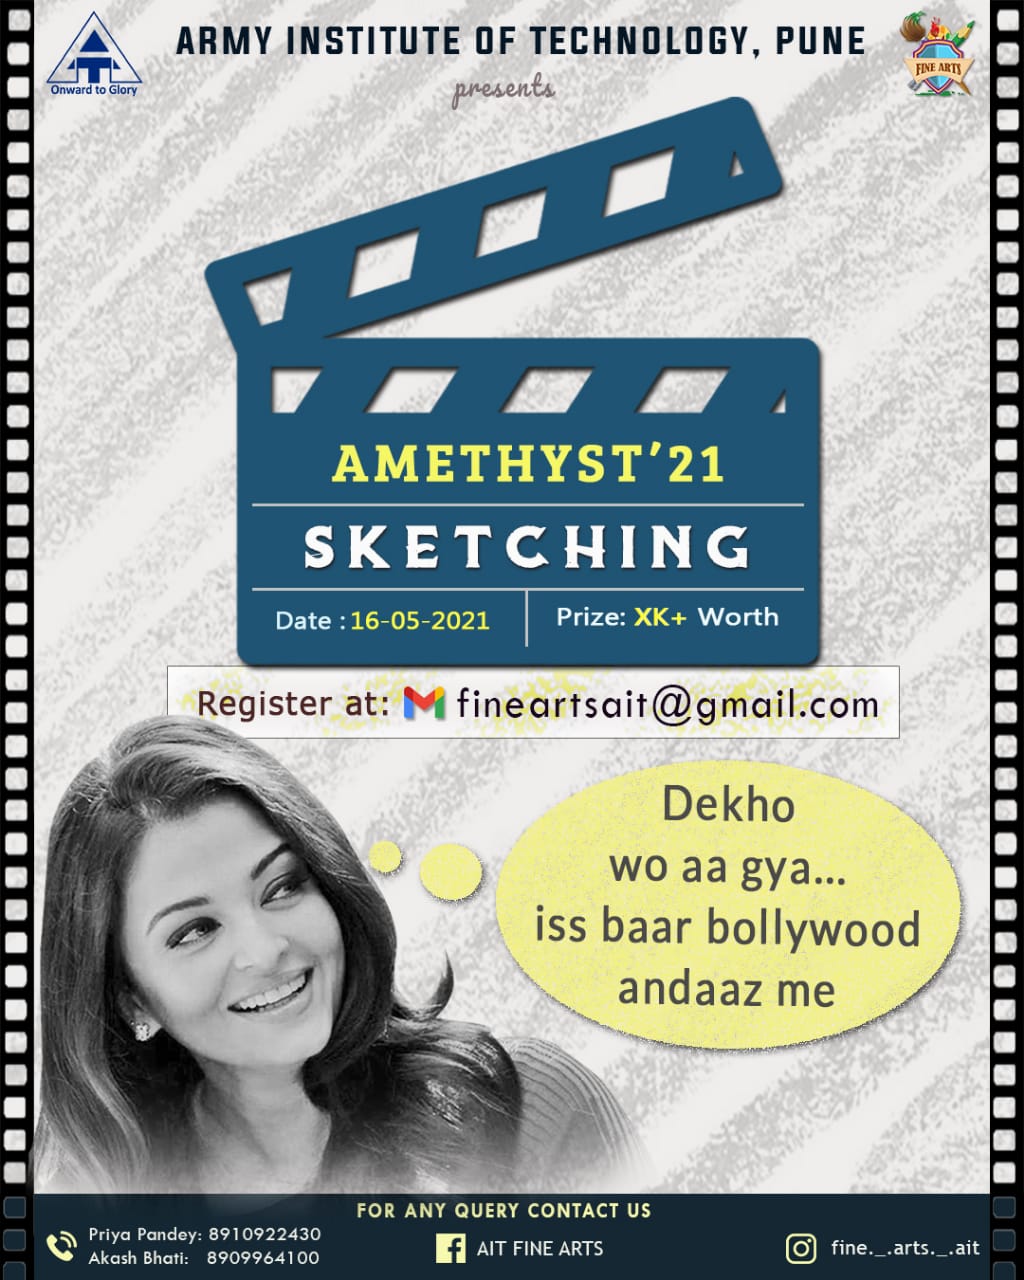 ARMY INSTITUTE OF TECHNOLOGY, PUNE
Onward to Glory
FINE ARTS
presents
AMETHYST'21
SKETCHING
Date : 16-05-2021
Prize: XK+ Worth
Register at: fineartsait@gmail.com
Dekho
wo aa gya...
iss baar bollywood
andaaz me
FOR ANY QUERY CONTACT US
Priya Pandey: 8910922430
Akash Bhati: 8909964100
AIT FINE ARTS
fine._.arts._.ait